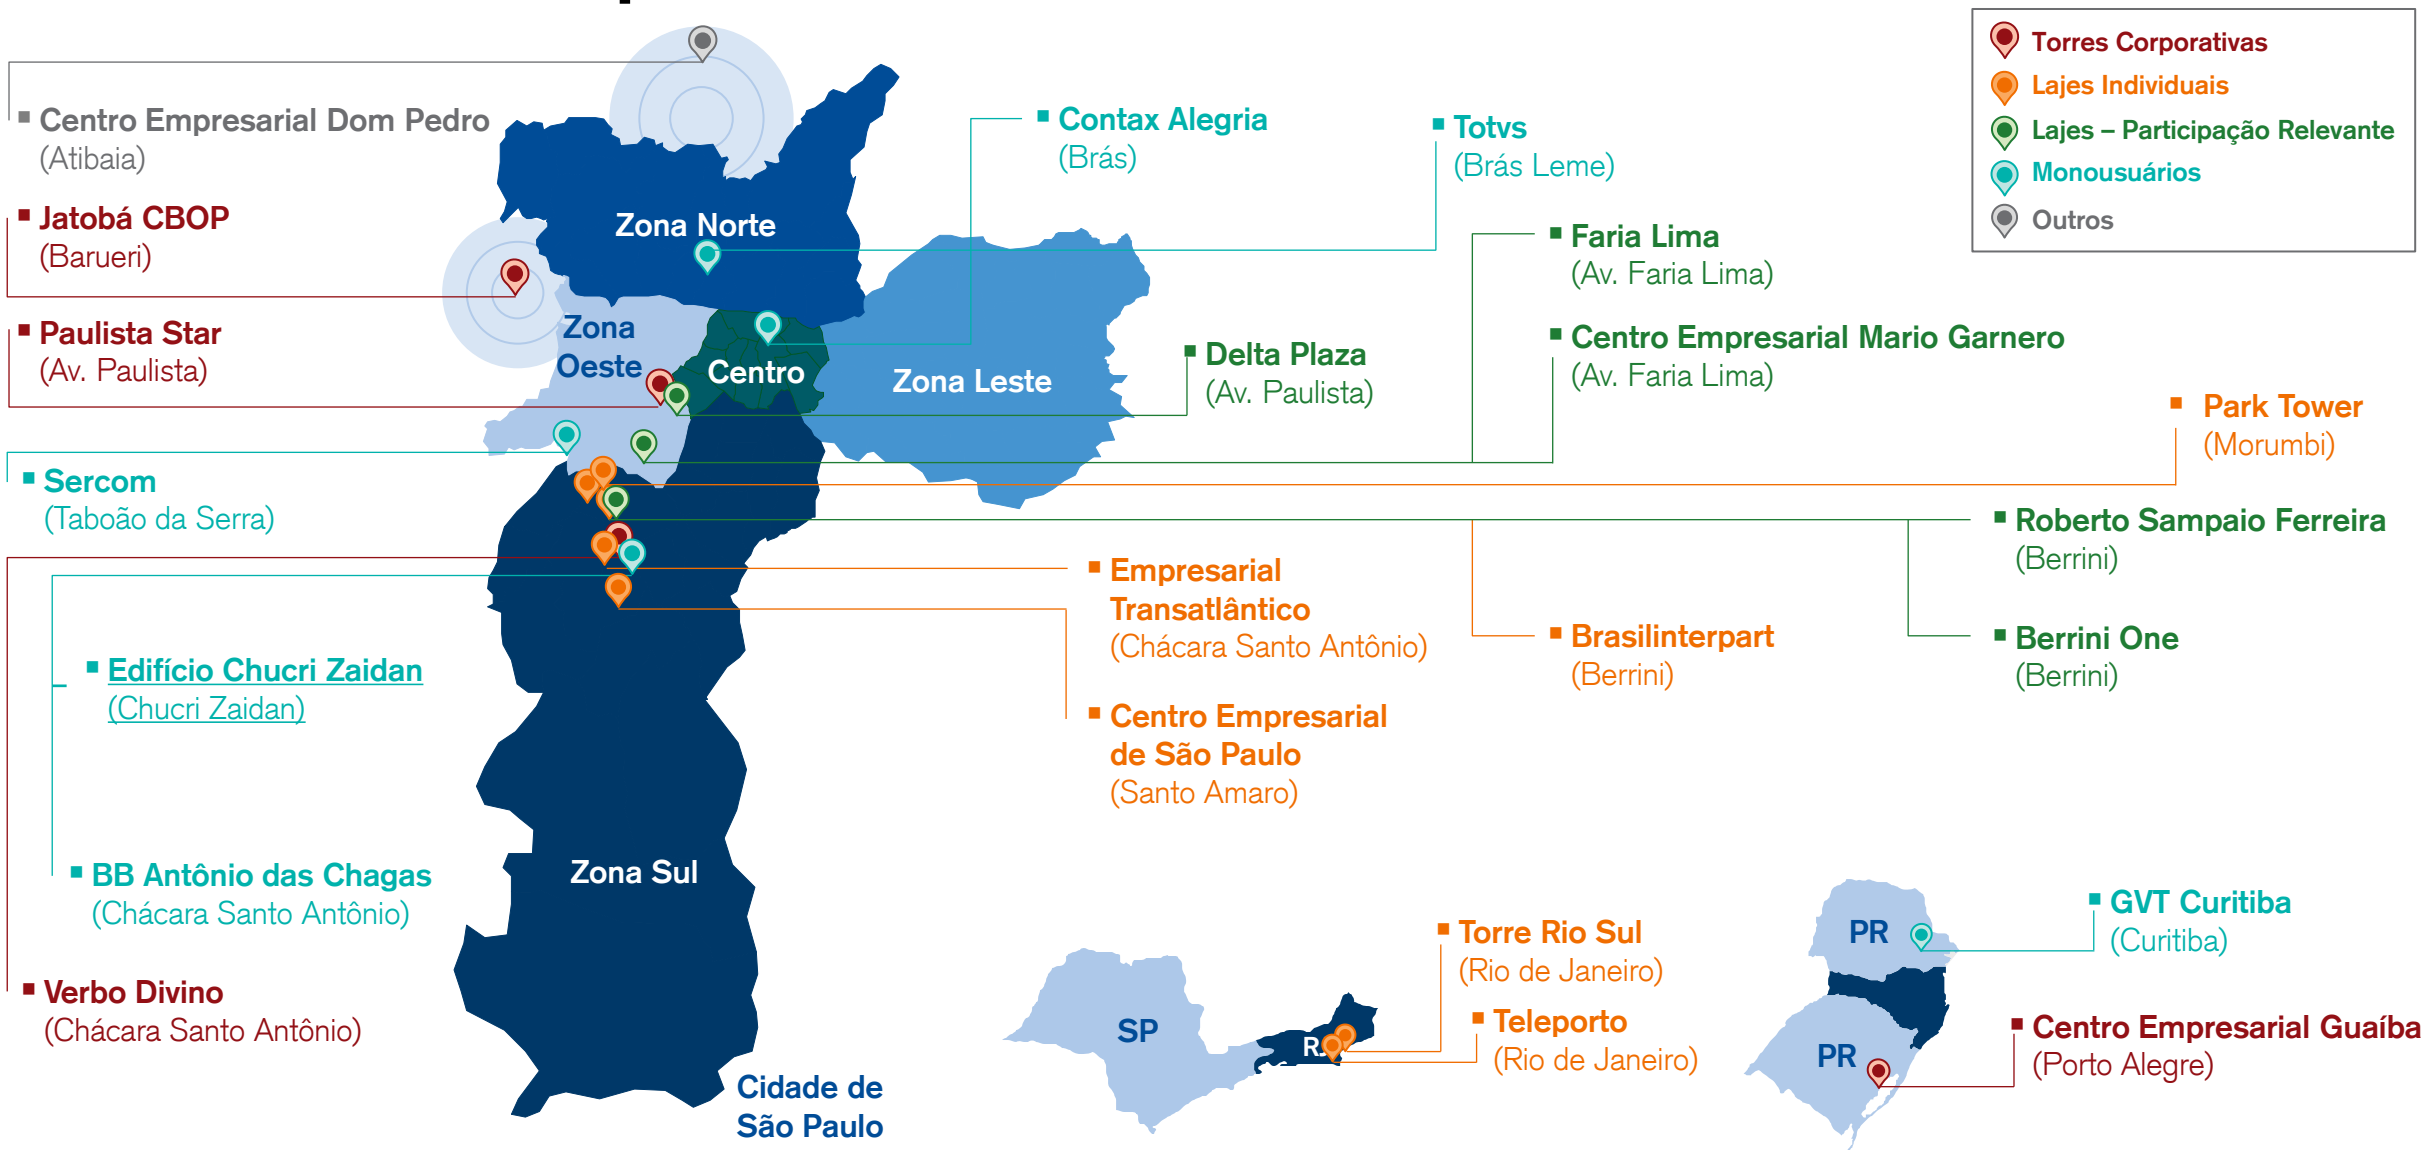 Torres Corporativas
Lajes Individuais
Lajes – Participação Relevante
Monousuários
Outros
Centro Empresarial Dom Pedro
(Atibaia)
Jatobá CBOP
(Barueri)
Paulista Star
(Av. Paulista)
Sercom
(Taboão da Serra)
Edifício Chucri Zaidan
(Chucri Zaidan)
BB Antônio das Chagas
(Chácara Santo Antônio)
Verbo Divino
(Chácara Santo Antônio)
Zona Norte
Zona
Oeste
Centro
Zona Leste
Zona Sul
Cidade de
São Paulo
Contax Alegria
(Brás)
Totvs
(Brás Leme)
Delta Plaza
(Av. Paulista)
Faria Lima
(Av. Faria Lima)
Centro Empresarial Mario Garnero
(Av. Faria Lima)
Park Tower
(Morumbi)
Roberto Sampaio Ferreira
(Berrini)
Berrini One
(Berrini)
Brasilinterpart
(Berrini)
Empresarial
Transatlântico
(Chácara Santo Antônio)
Centro Empresarial
de São Paulo
(Santo Amaro)
SP
Torre Rio Sul
(Rio de Janeiro)
Teleporto
(Rio de Janeiro)
PR
PR
GVT Curitiba
(Curitiba)
Centro Empresarial Guaíba
(Porto Alegre)